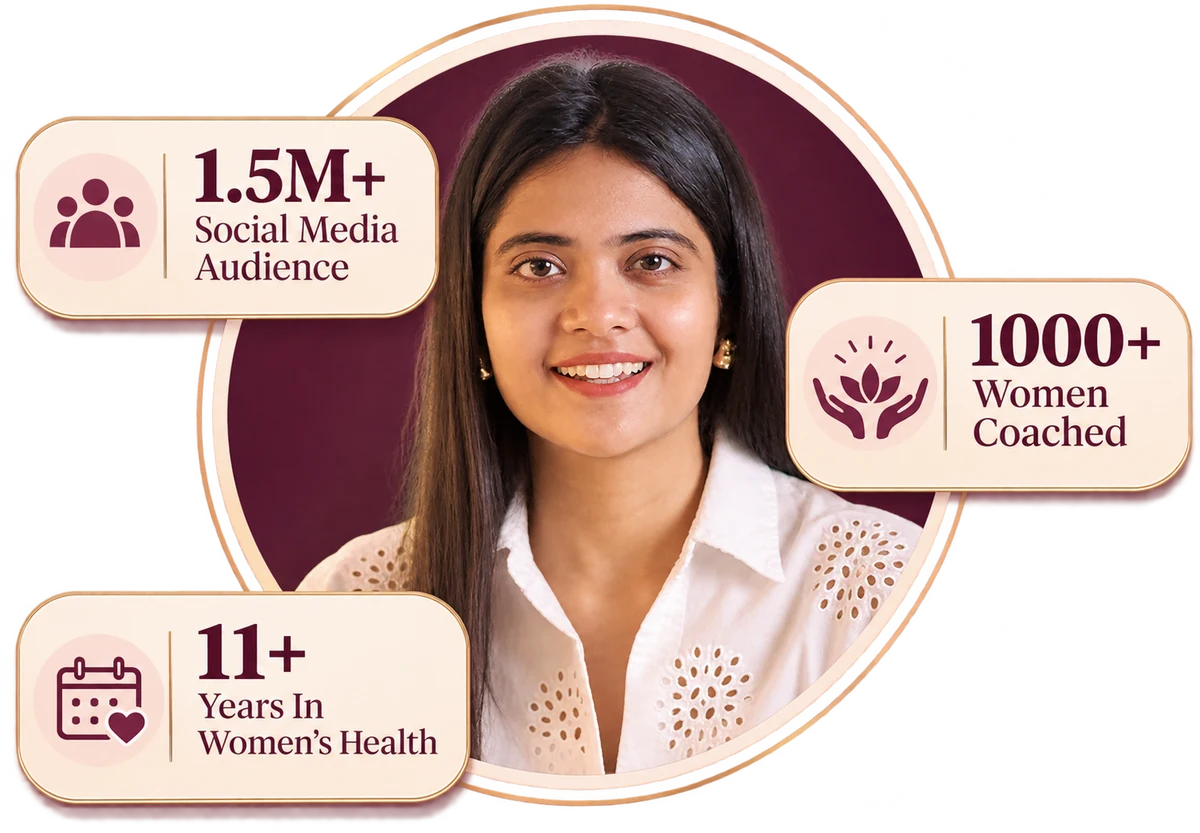 1.5M+
Social Media
Audience
1000+
Women
Coached
11+
Years In
Women's Health